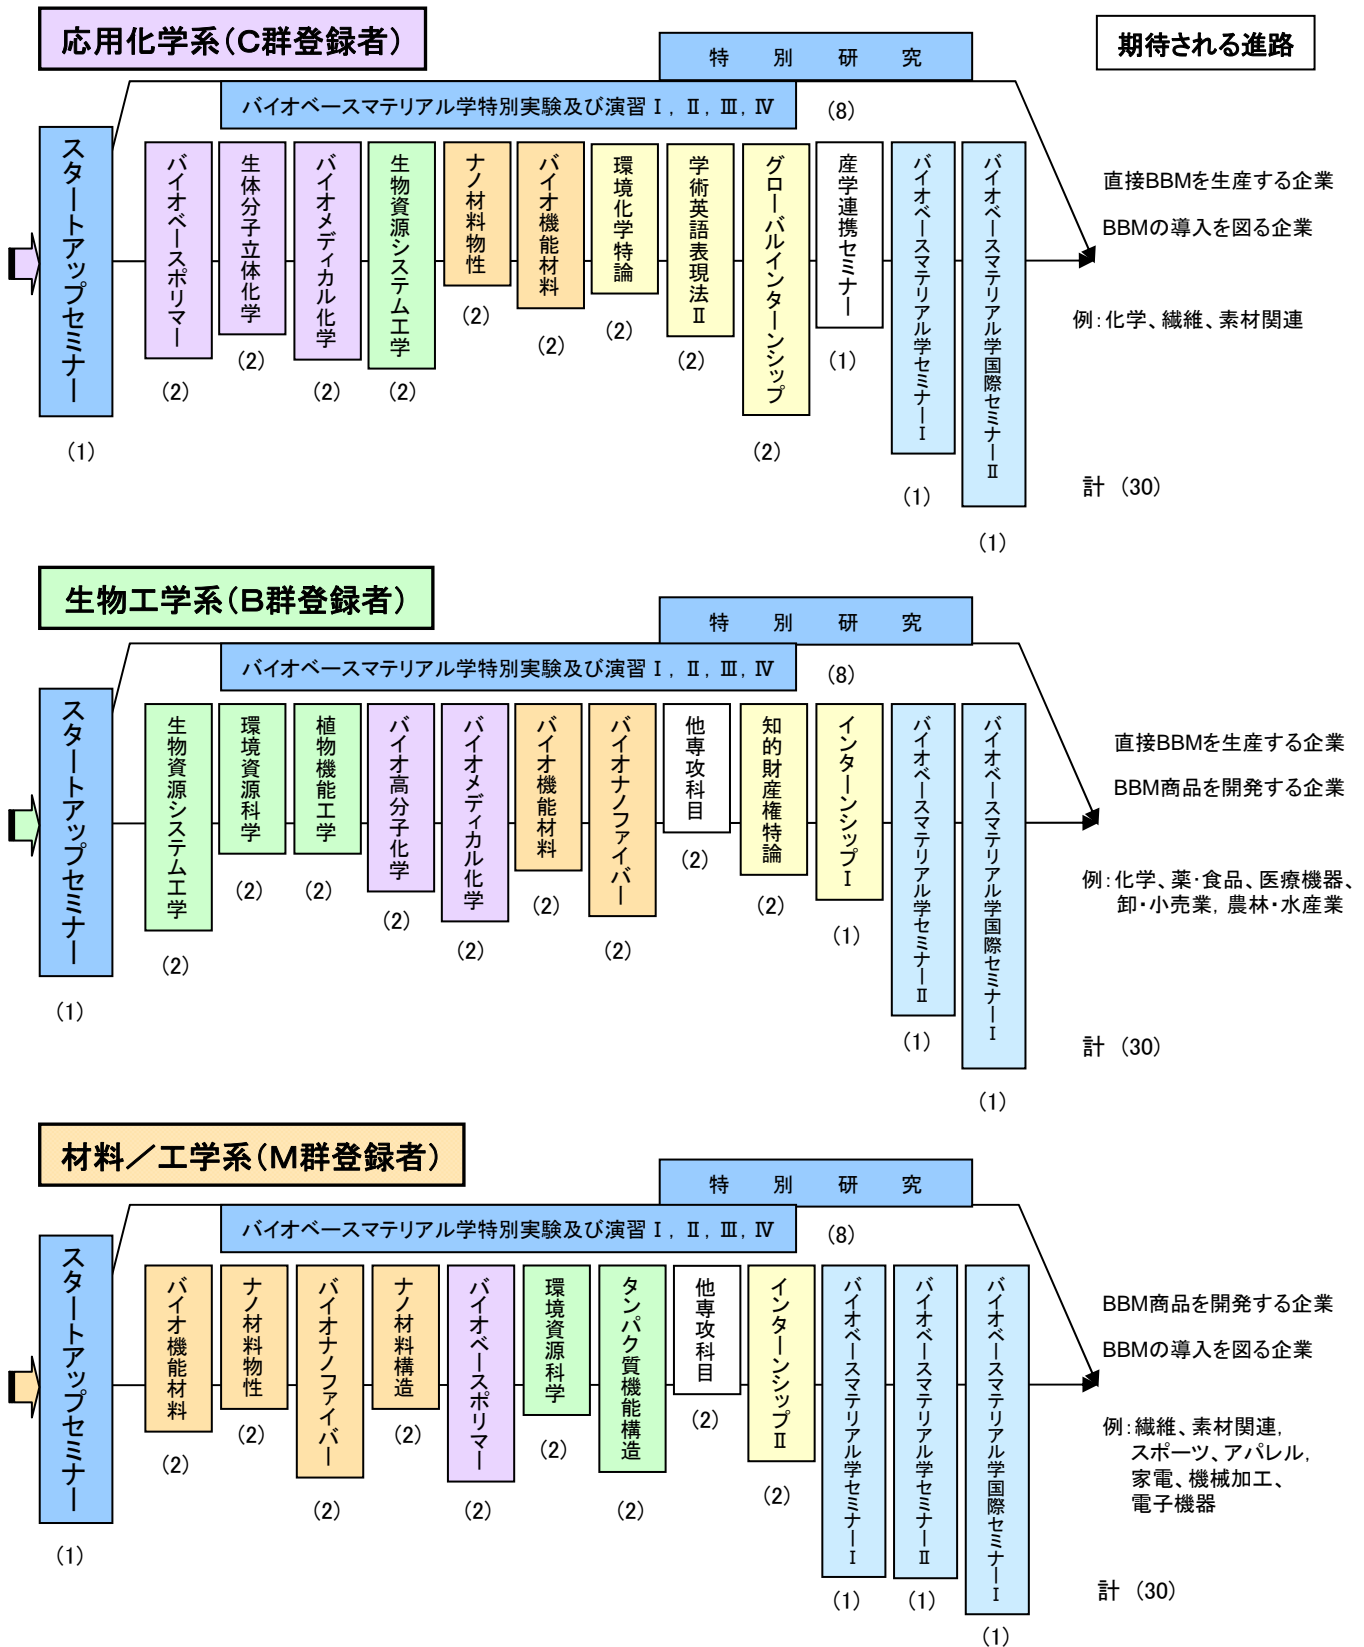 応用化学系（C群登録者）
期待される進路
特　別　研　究
バイオベースマテリアル学特別実験及び演習Ⅰ, Ⅱ, Ⅲ, Ⅳ
（8）
スタートアップセミナー
（1）
バイオベースポリマー
（2）
生体分子立体化学
（2）
バイオメディカル化学
（2）
生物資源システム工学
（2）
ナノ材料物性
（2）
バイオ機能材料
（2）
環境化学特論
（2）
学術英語表現法Ⅱ
（2）
グローバルインターンシップ
（2）
産学連携セミナー
（1）
バイオベースマテリアル学セミナーⅠ
（1）
バイオベースマテリアル学国際セミナーⅡ
（1）
直接BBMを生産する企業
BBMの導入を図る企業
例：化学、繊維、素材関連
計（30）
生物工学系（B群登録者）
特　別　研　究
バイオベースマテリアル学特別実験及び演習Ⅰ, Ⅱ, Ⅲ, Ⅳ
（8）
スタートアップセミナー
（1）
生物資源システム工学
（2）
環境資源科学
（2）
植物機能工学
（2）
バイオ高分子化学
（2）
バイオメディカル化学
（2）
バイオ機能材料
（2）
バイオナノファイバー
（2）
他専攻科目
（2）
知的財産権特論
（2）
インターンシップⅠ
（1）
バイオベースマテリアル学セミナーⅡ
（1）
バイオベースマテリアル学国際セミナーⅠ
（1）
直接BBMを生産する企業
BBM商品を開発する企業
例：化学、薬・食品、医療機器、
卸・小売業, 農林・水産業
計（30）
材料／工学系（M群登録者）
特　別　研　究
バイオベースマテリアル学特別実験及び演習Ⅰ, Ⅱ, Ⅲ, Ⅳ
（8）
スタートアップセミナー
（1）
バイオ機能材料
（2）
ナノ材料物性
（2）
バイオナノファイバー
（2）
ナノ材料構造
（2）
バイオベースポリマー
（2）
環境資源科学
（2）
タンパク質機能構造
（2）
他専攻科目
（2）
インターンシップⅡ
（2）
バイオベースマテリアル学セミナーⅠ
（1）
バイオベースマテリアル学セミナーⅡ
（1）
バイオベースマテリアル学国際セミナーⅠ
（1）
BBM商品を開発する企業
BBMの導入を図る企業
例：繊維、素材関連,
スポーツ、アパレル,
家電、機械加工、
電子機器
計（30）